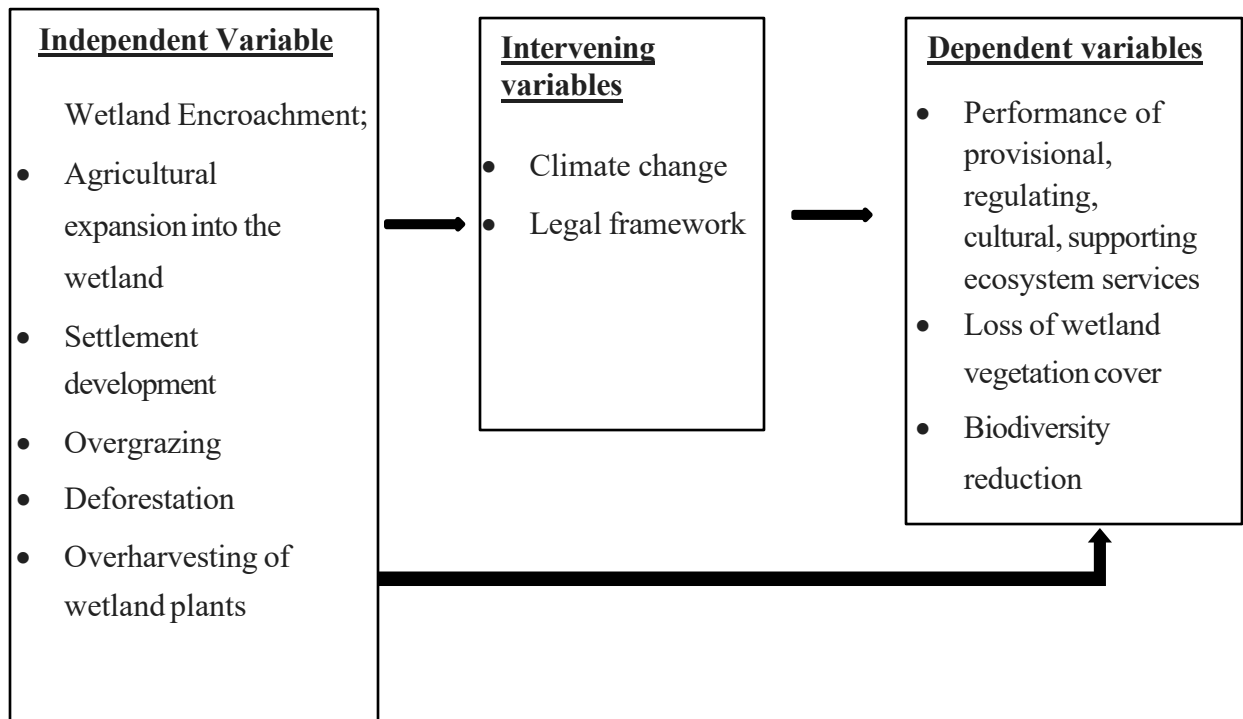 Independent Variable
Wetland Encroachment;
• Agricultural
expansion into the
wetland
• Settlement
development
• Overgrazing
• Deforestation
• Overharvesting of
wetland plants
Intervening
variables
• Climate change
• Legal framework
Dependent variables
• Performance of
provisional,
regulating,
cultural, supporting
ecosystem services
• Loss of wetland
vegetation cover
• Biodiversity
reduction